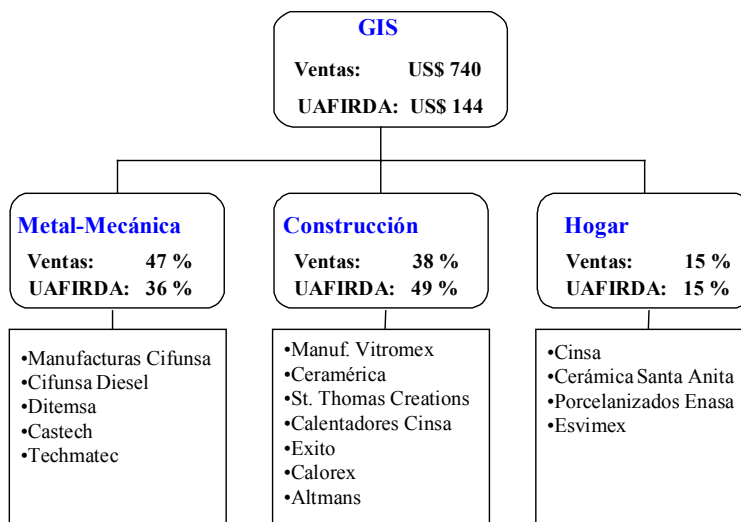 GIS
Ventas: US$ 740
UAFIRDA: US$ 144
Metal-Mecánica
Ventas: 47 %
UAFIRDA: 36 %
•Manufacturas Cifunsa
•Cifunsa Diesel
•Ditemsa
•Castech
•Techmatec
Construcción
Ventas: 38 %
UAFIRDA: 49 %
•Manuf. Vitromex
•Ceramérica
•St. Thomas Creations
•Calentadores Cinsa
•Exito
•Calorex
•Altmans
Hogar
Ventas: 15 %
UAFIRDA: 15 %
•Cinsa
•Cerámica Santa Anita
•Porcelanizados Enasa
•Esvimex